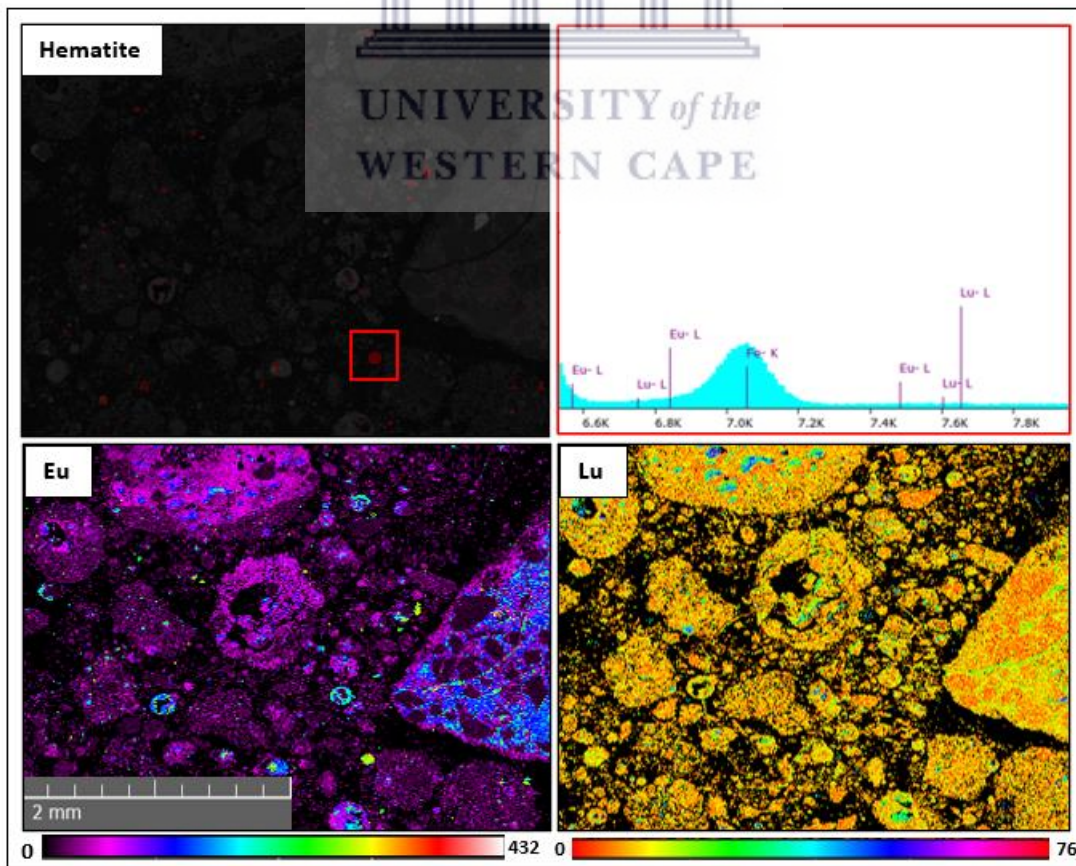 Hematite
UNIVERSITY of the
WESTERN CAPE
Lu- L
Eu- L
Fe- K
Eu- L
Eu- L
Lu- L
Lu- L
6.6K 6.8K 7.0K 7.2K 7.4K 7.6K 7.8K
Eu
Lu
2 mm
0 432 0 76